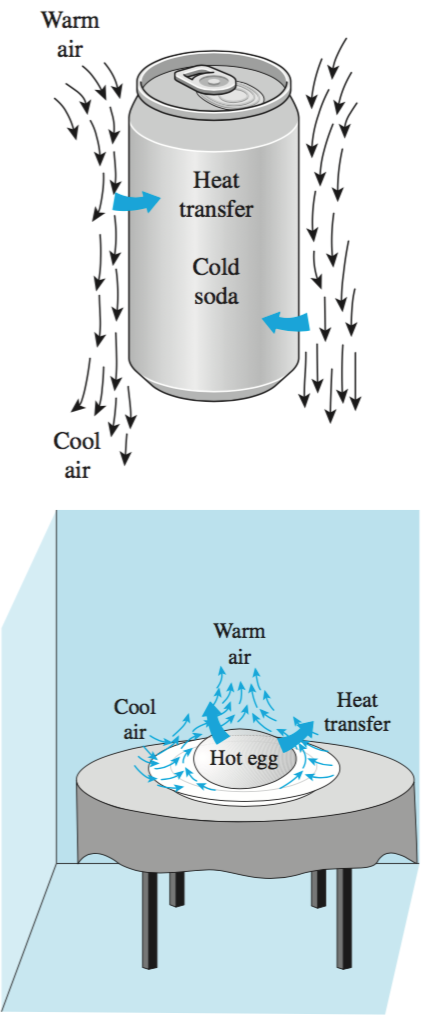 Warm
air
Heat
transfer
Cold
soda
Cool
air
Warm
air
Cool
air
Heat
transfer
Hot egg